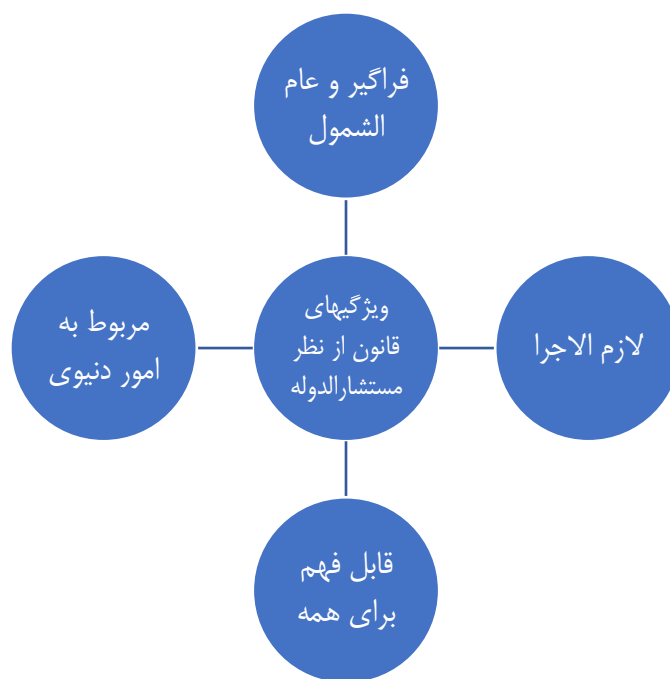 فراگیر و عام
الشمول
ویژگیهای
قانون از نظر
مستشارالدوله
لازم الاجرا
مربوط به
امور دنیوی
قابل فهم
برای همه